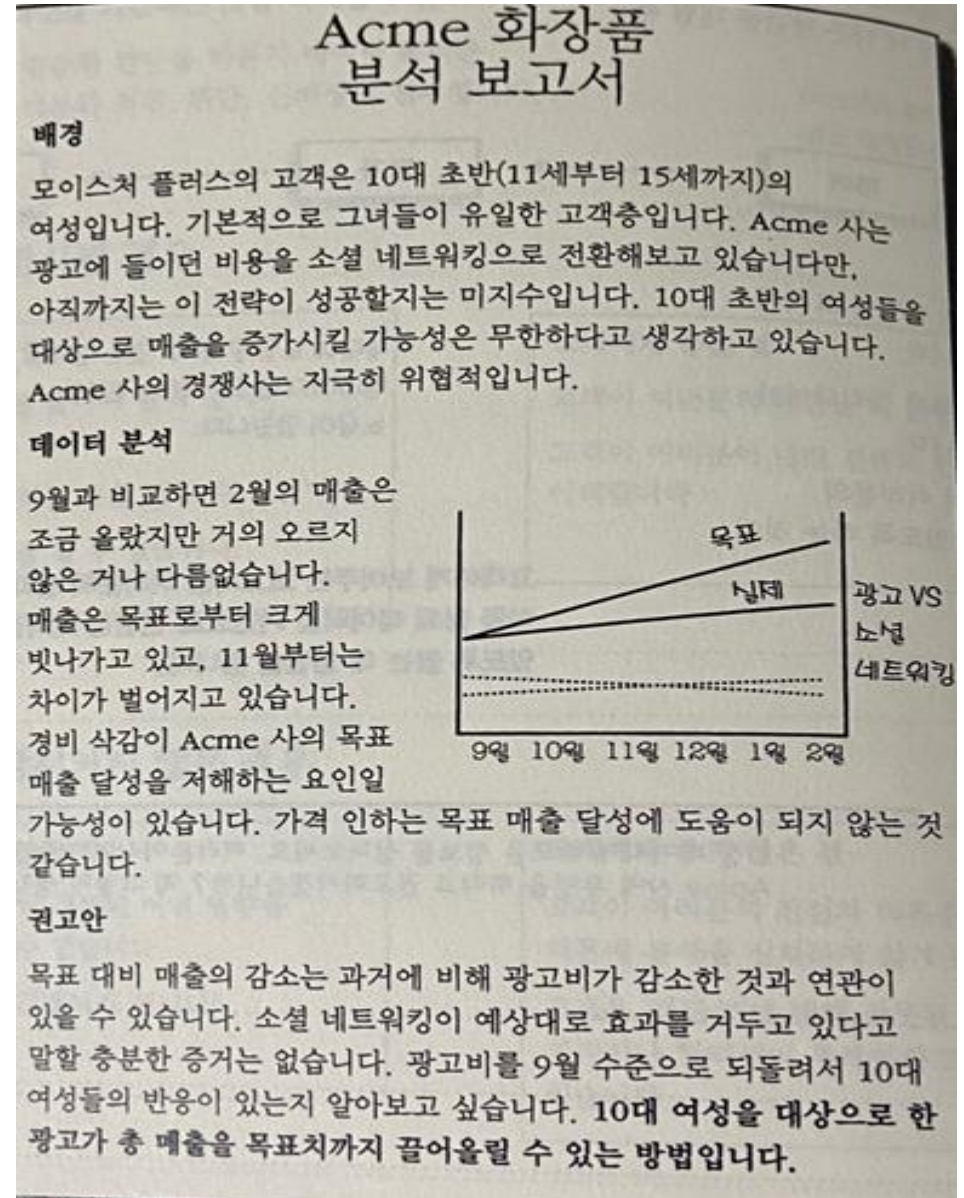 Acme 화장품
분석 보고서
배경
모이스처 플러스의 고객은 10대 초반(11세부터 15세까지)의
여성입니다. 기본적으로 그녀들이 유일한 고객층입니다. Acme 사는
광고에 들이던 비용을 소셜 네트워킹으로 전환해보고 있습니다만,
아직까지는 이 전략이 성공할지는 미지수입니다. 10대 초반의 여성들을
대상으로 매출을 증가시킬 가능성은 무한하다고 생각하고 있습니다.
Acme 사의 경쟁사는 지극히 위협적입니다.
데이터 분석
9월과 비교하면 2월의 매출은
조금 올랐지만 거의 오르지
않은 거나 다름없습니다.
매출은 목표로부터 크게
빗나가고 있고, 11월부터는
차이가 벌어지고 있습니다.
경비 삭감이 Acme 사의 목표
매출 달성을 저해하는 요인일
가능성이 있습니다. 가격 인하는 목표 매출 달성에 도움이 되지 않는 것
같습니다.
목표
실제
광고 VS
소셜
네트워킹
9월 10월 11월 12월 1월 2월
권고안
목표 대비 매출의 감소는 과거에 비해 광고비가 감소한 것과 연관이
있을 수 있습니다. 소셜 네트워킹이 예상대로 효과를 거두고 있다고
말할 충분한 증거는 없습니다. 광고비를 9월 수준으로 되돌려서 10대
여성들의 반응이 있는지 알아보고 싶습니다. 10대 여성을 대상으로 한
광고가 총 매출을 목표치까지 끌어올릴 수 있는 방법입니다.